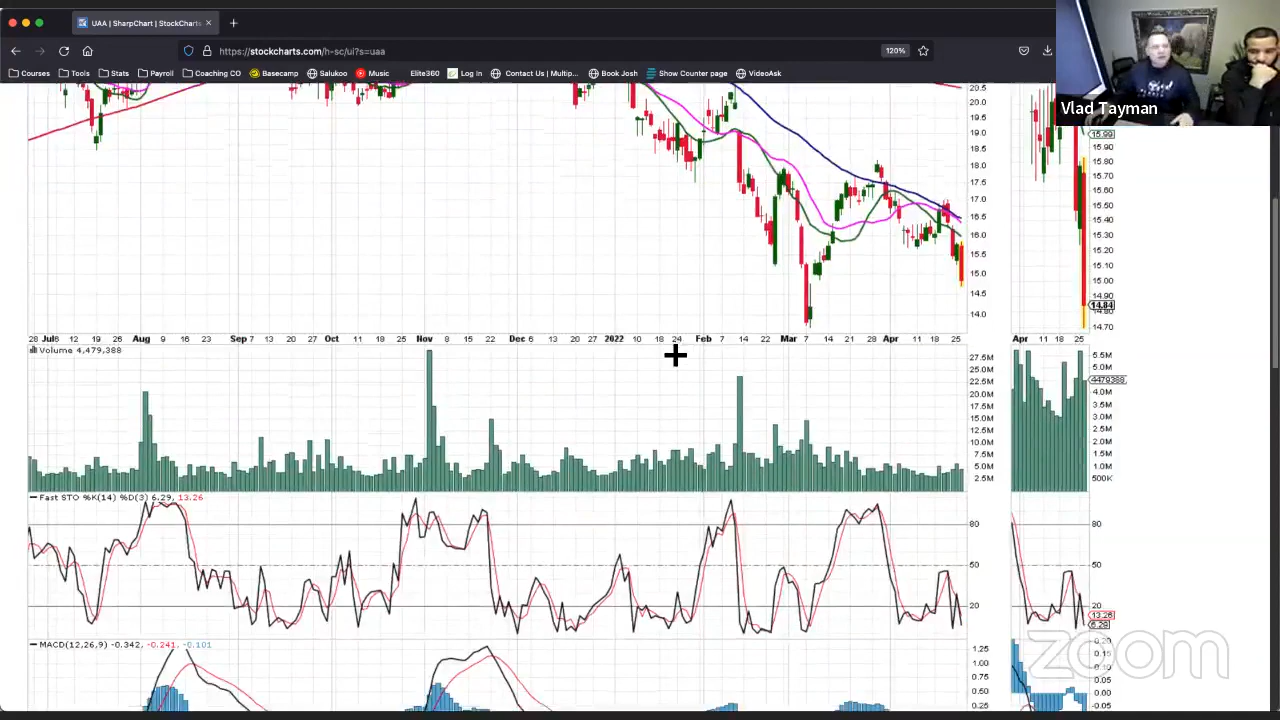 UAA | SharpChart | StockCharts
https://stockcharts.com/h-sc/ui?s=uaa
120%
Courses Tools Stats Payroll Coaching CO Basecamp Salukoo Music Elite360 Log In Contact Us | Multip... Book Josh Show Counter page VideoAsk
Vlad Tayman
20.5
20.0
19.5
19.0
18.5
18.0
17.5
17.0
16.5
16.0
15.5
15.0
14.5
14.0
15.99
15.90
15.80
15.70
15.60
15.50
15.40
15.30
15.20
15.10
15.00
14.90
14.84
14.80
14.70
28 Jul6 12 19 26 Aug 9 16 23 Sep 7 13 20 27 Oct 11 18 25 Nov 8 15 22 Dec 6 13 20 27 2022 10 18 24 Feb 7 14 22 Mar 7 14 21 28 Apr 11 18 25
Apr 11 18 25
Volume 4,479,388
27.5M
25.0M
22.5M
20.0M
17.5M
15.0M
12.5M
10.0M
7.5M
5.0M
2.5M
5.5M
5.0M
4479388
4.0M
3.5M
3.0M
2.5M
2.0M
1.5M
1.0M
500K
Fast STO %K(14) %D(3) 6.29, 13.26
80
50
20
80
50
20
13.26
6.29
MACD(12,26,9) -0.342, -0.241, -0.101
1.25
1.00
0.75
0.50
0.25
0.20
0.15
0.10
0.05
0.00
-0.05
zoom